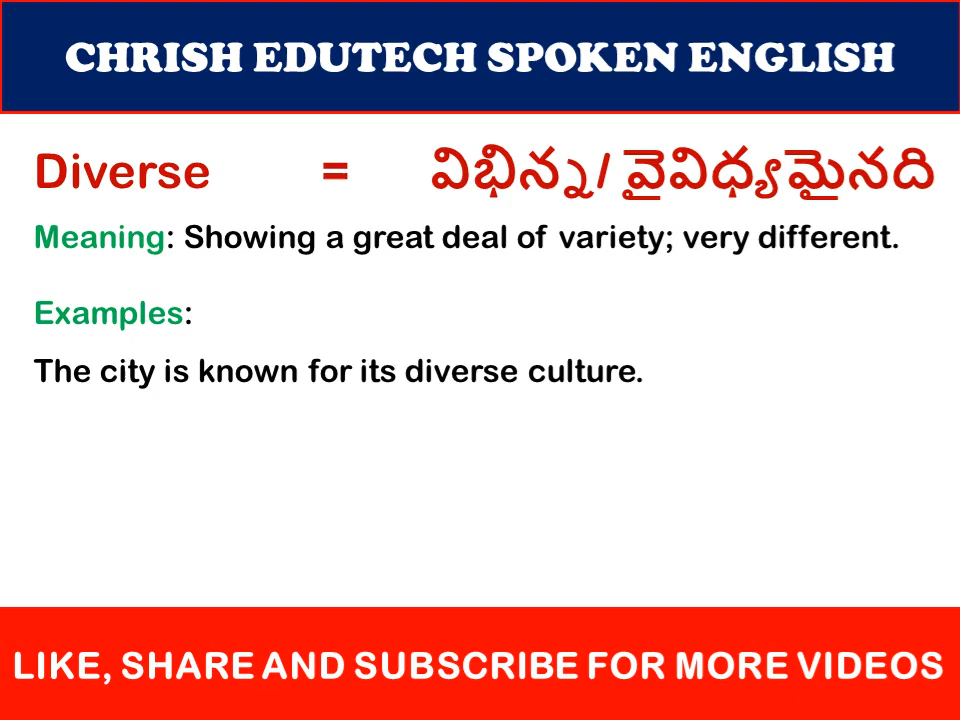 CHRISH EDUTECH SPOKEN ENGLISH
Diverse = విభిన్న/ వైవిధ్యమైనది
Meaning: Showing a great deal of variety; very different.
Examples:
The city is known for its diverse culture.
LIKE, SHARE AND SUBSCRIBE FOR MORE VIDEOS